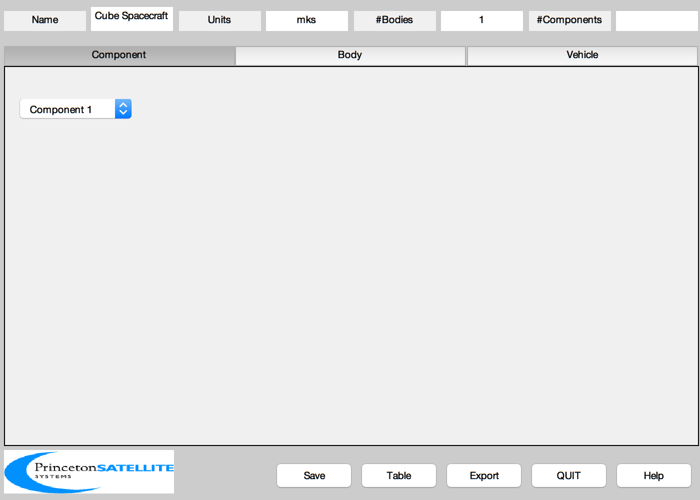 Name Cube Spacecraft Units mks #Bodies 1 #Components
Component Body Vehicle
Component 1
PrincetonSATELLITE
SYSTEMS
Save Table Export QUIT Help